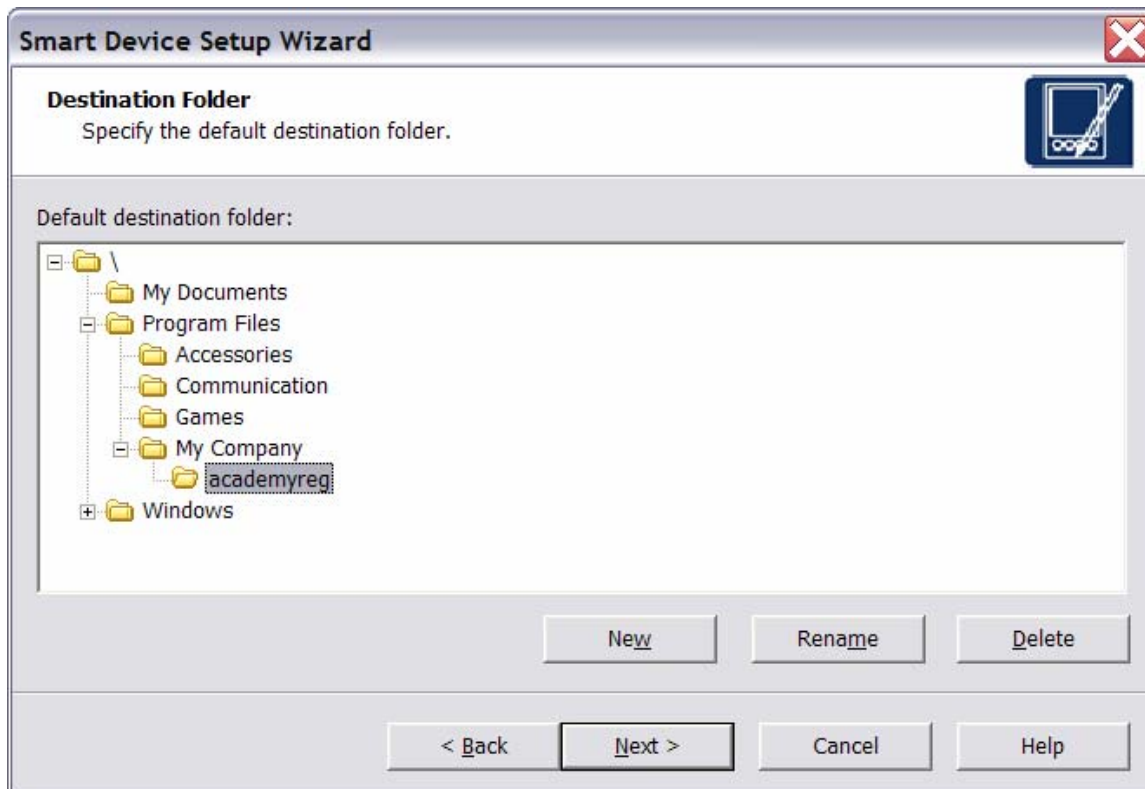 Smart Device Setup Wizard
Destination Folder
Specify the default destination folder.
Default destination folder:
\
My Documents
Program Files
Accessories
Communication
Games
My Company
academyreg
Windows
New Rename Delete
< Back Next > Cancel Help